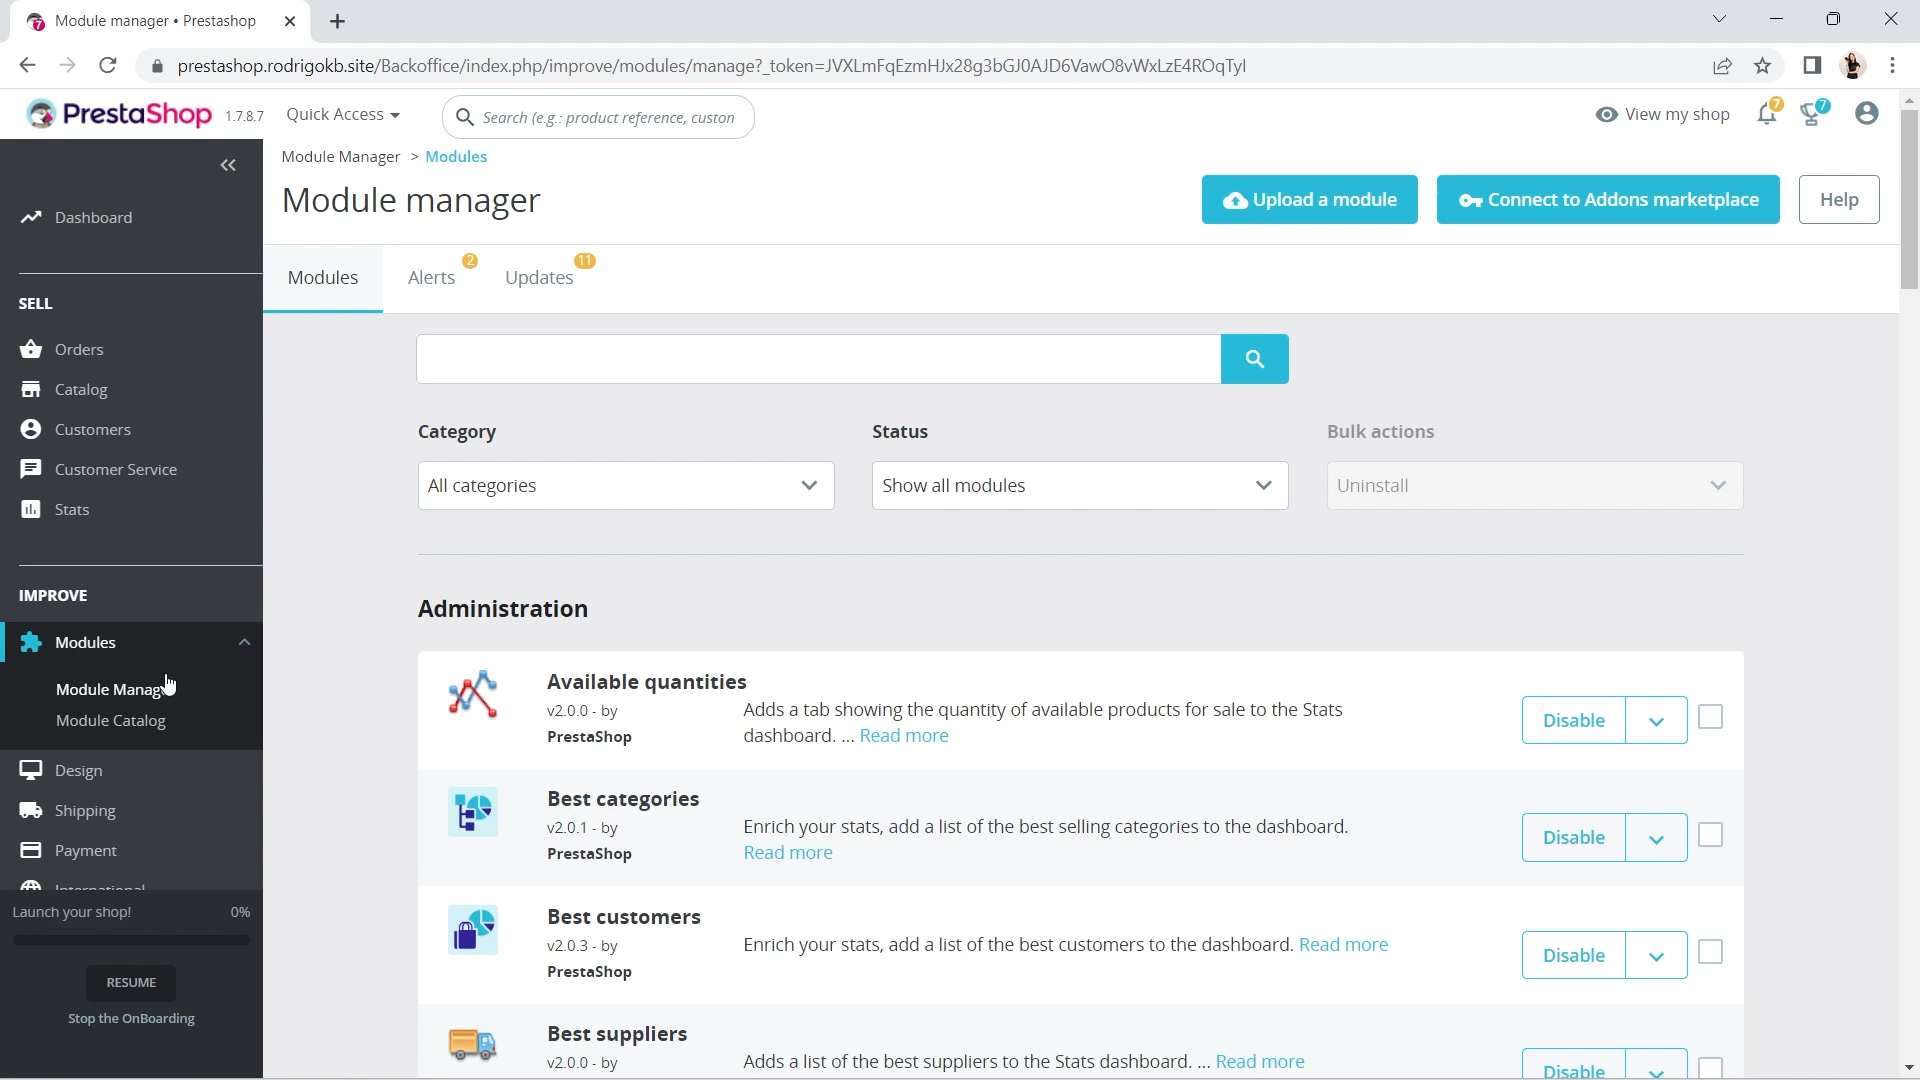 Module manager • Prestashop
prestashop.rodrigokb.site/Backoffice/index.php/improve/modules/manage?_token=JVXLmFqEzmHJx28g3bGJ0AJD6VawO8vWxLzE4ROqTyI
PrestaShop 1.7.8.7 Quick Access Search (e.g.: product reference, custon View my shop 7 7
Module Manager > Modules
Module manager
Upload a module Connect to Addons marketplace Help
Modules Alerts 2 Updates 11
Dashboard
SELL
Orders
Catalog
Customers
Customer Service
Stats
IMPROVE
Modules
Module Manag
Module Catalog
Design
Shipping
Payment
International
Launch your shop! 0%
RESUME
Stop the OnBoarding
Category Status Bulk actions
All categories Show all modules Uninstall
Administration
Available quantities
v2.0.0 - by
PrestaShop
Adds a tab showing the quantity of available products for sale to the Stats
dashboard. ... Read more
Disable
Best categories
v2.0.1 - by
PrestaShop
Enrich your stats, add a list of the best selling categories to the dashboard.
Read more
Disable
Best customers
v2.0.3 - by
PrestaShop
Enrich your stats, add a list of the best customers to the dashboard. Read more
Disable
Best suppliers
v2.0.0 - by
Adds a list of the best suppliers to the Stats dashboard. ... Read more
Disable